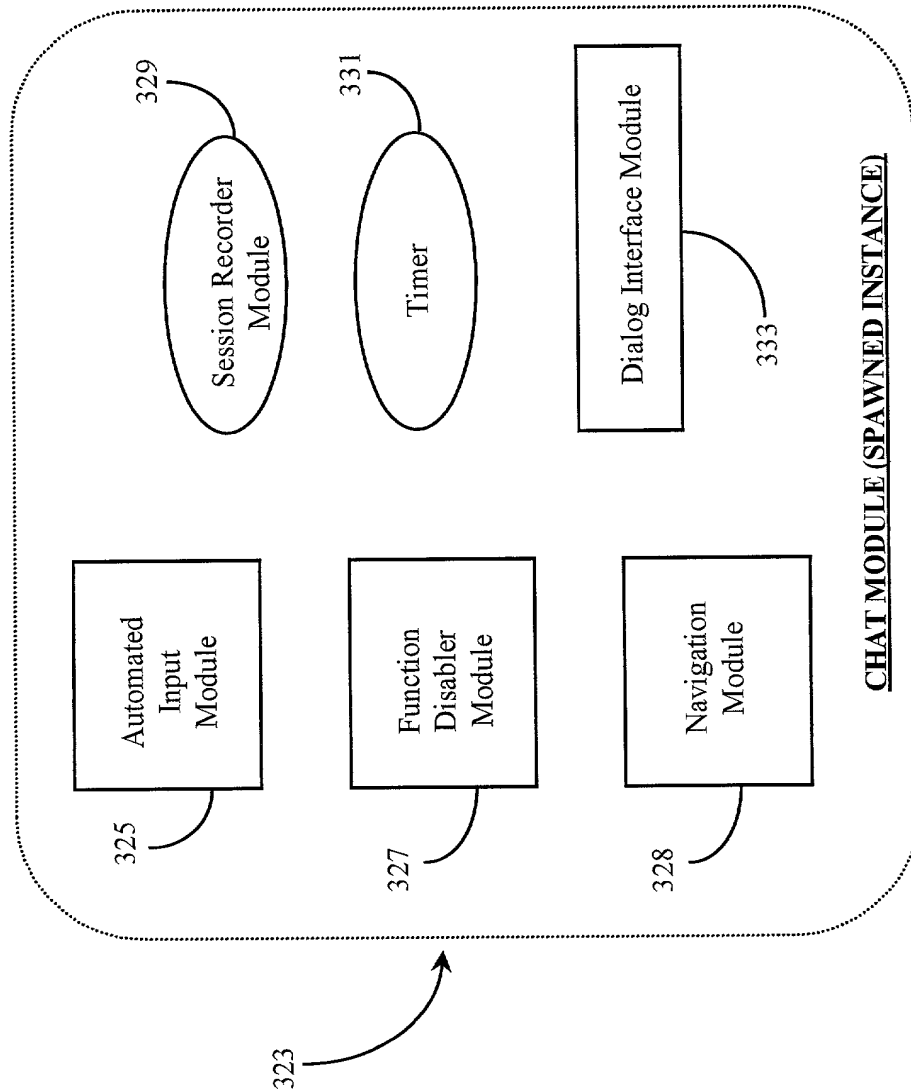 323
325
Automated
Input
Module
327
Function
Disabler
Module
328
Navigation
Module
329
Session Recorder
Module
331
Timer
333
Dialog Interface Module
CHAT MODULE (SPAWNED INSTANCE)